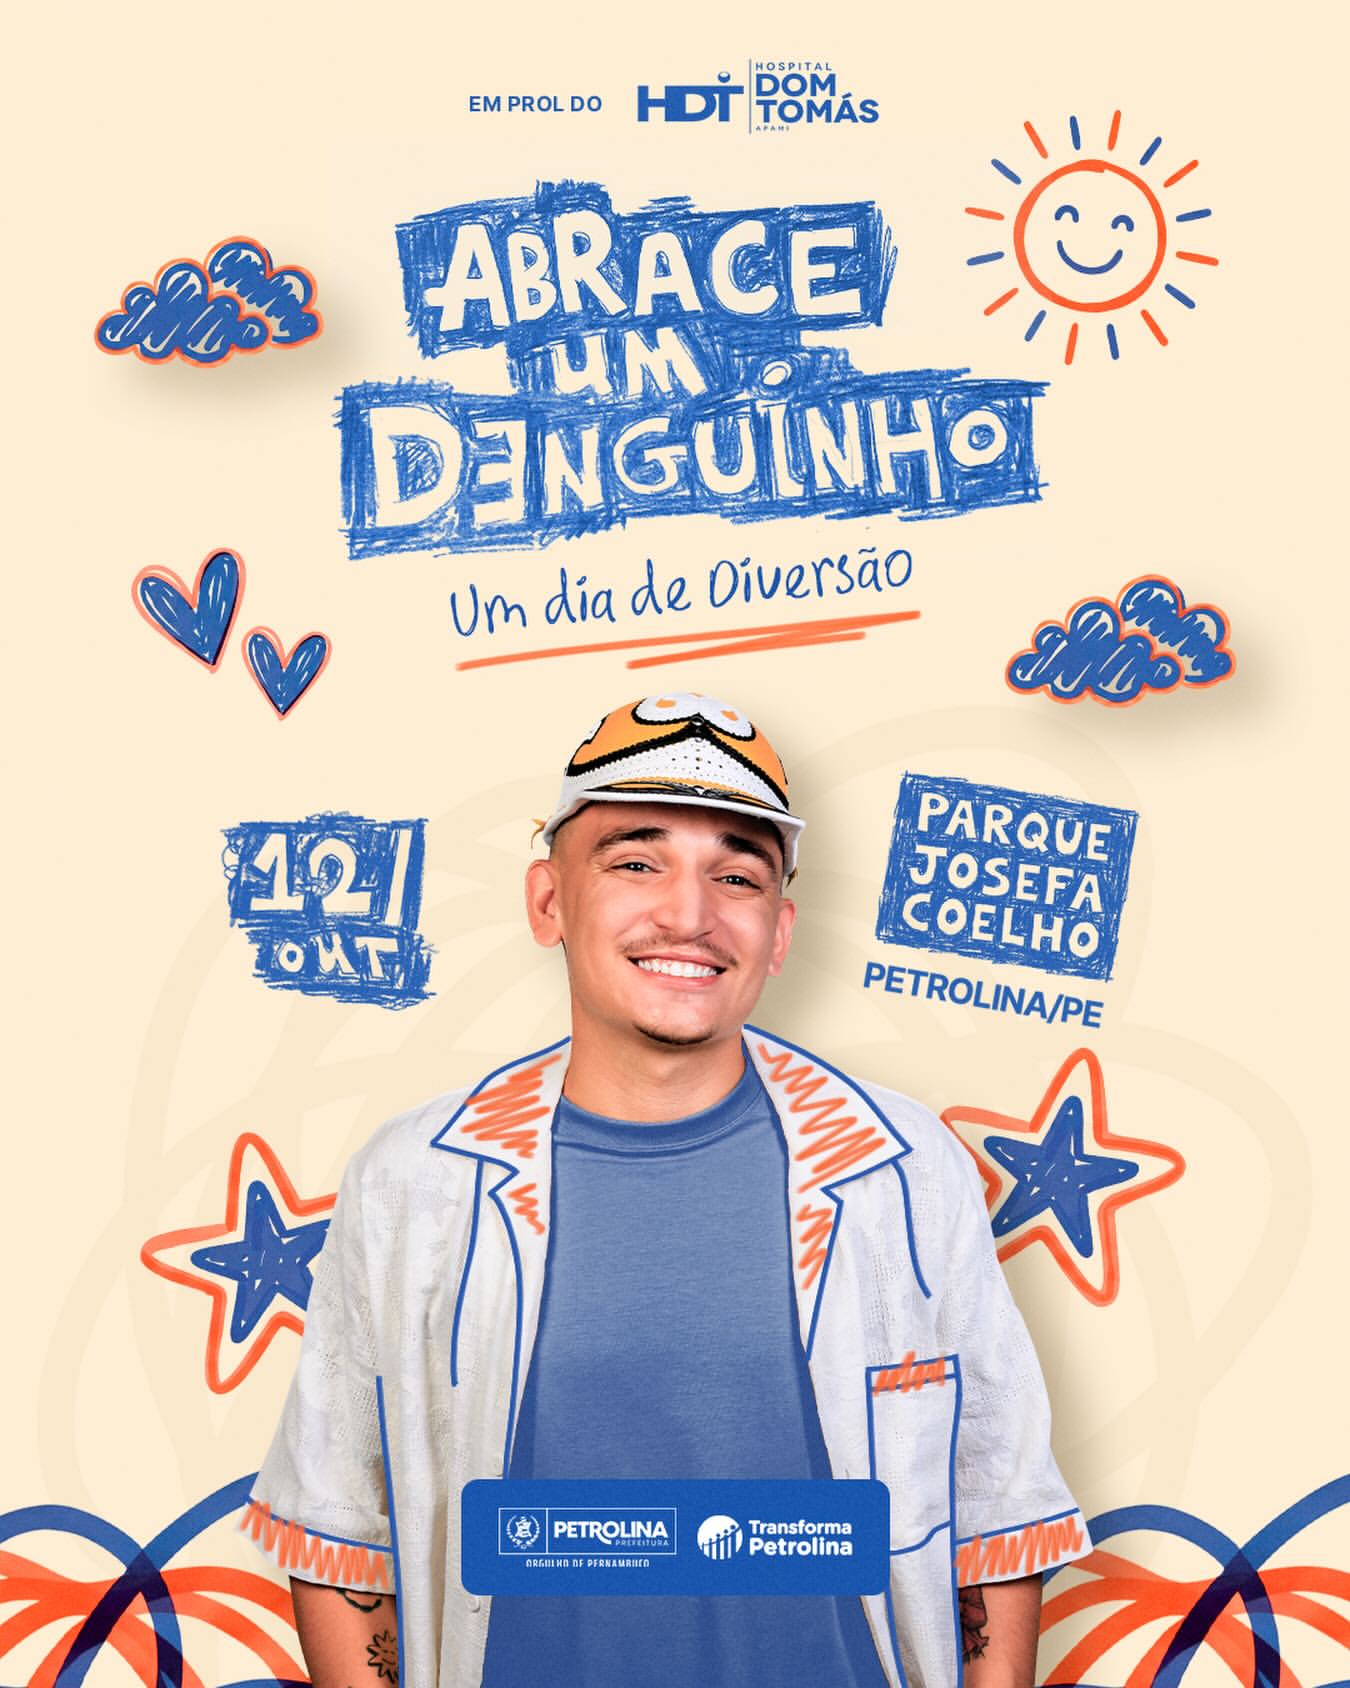 EM PROL DO
HDT
HOSPITAL
DOM
TOMÁS
APAMI
ABRACE
UM
DENGUINHO
Um dia de Diversão
12/
OUT
PARQUE
JOSEFA
COELHO
PETROLINA/PE
PETROLINA
PREFEITURA
ORGULHO DE PERNAMBUCO
Transforma
Petrolina